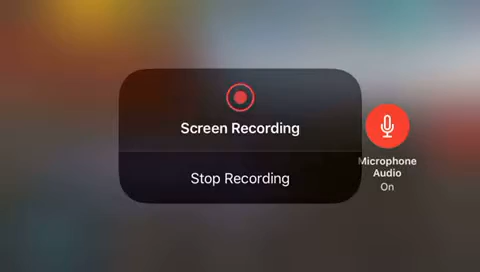 Screen Recording
Stop Recording
Microphone
Audio
On